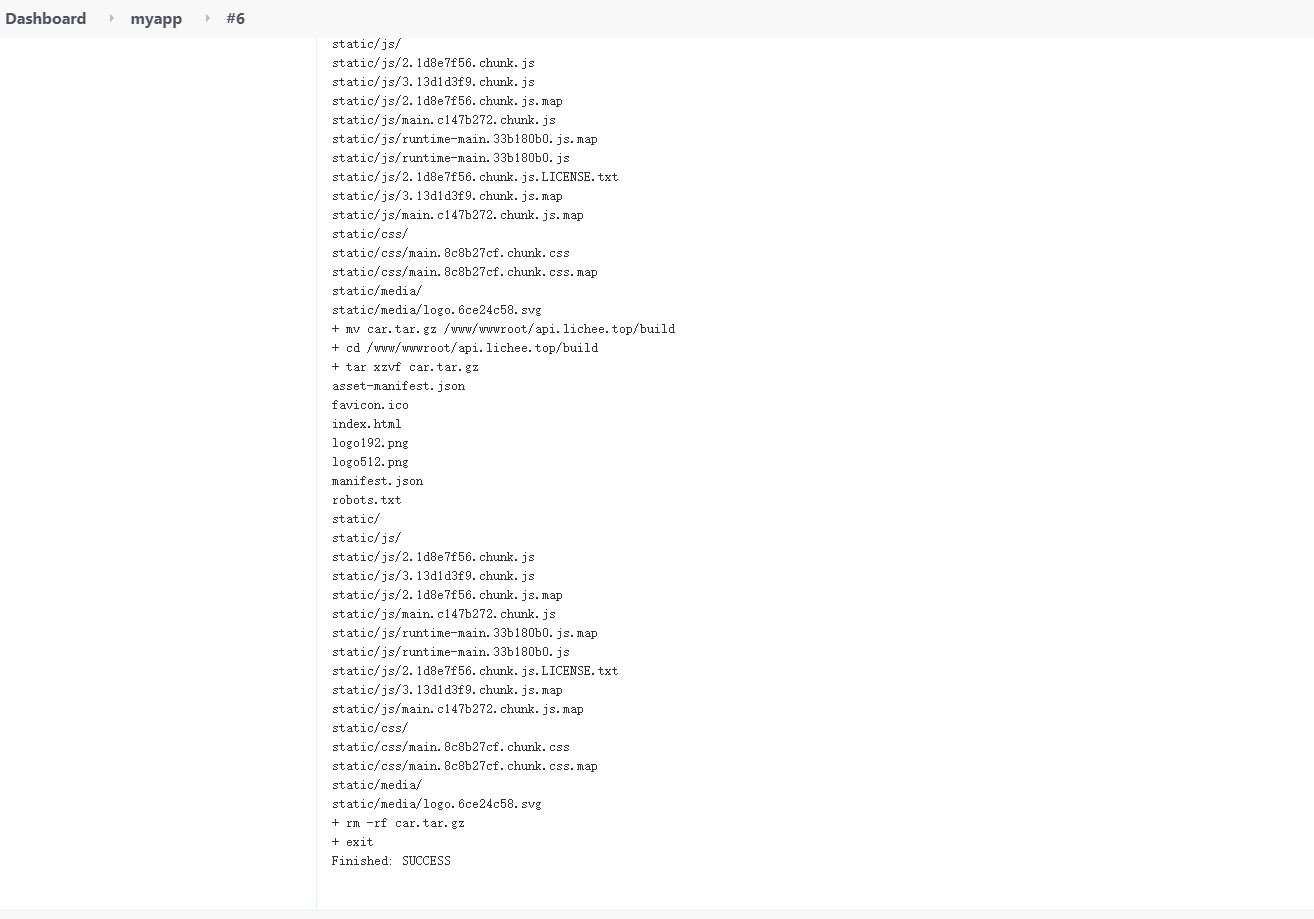 Dashboard myapp #6
static/js/
static/js/2.1d8e7f56.chunk.js
static/js/3.13d1d3f9.chunk.js
static/js/2.1d8e7f56.chunk.js.map
static/js/main.c147b272.chunk.js
static/js/runtime-main.33b180b0.js.map
static/js/runtime-main.33b180b0.js
static/js/2.1d8e7f56.chunk.js.LICENSE.txt
static/js/3.13d1d3f9.chunk.js.map
static/js/main.c147b272.chunk.js.map
static/css/
static/css/main.8c8b27cf.chunk.css
static/css/main.8c8b27cf.chunk.css.map
static/media/
static/media/logo.6ce24c58.svg
+ mv car.tar.gz /www/wwwroot/api.lichee.top/build
+ cd /www/wwwroot/api.lichee.top/build
+ tar xzvf car.tar.gz
asset-manifest.json
favicon.ico
index.html
logo192.png
logo512.png
manifest.json
robots.txt
static/
static/js/
static/js/2.1d8e7f56.chunk.js
static/js/3.13d1d3f9.chunk.js
static/js/2.1d8e7f56.chunk.js.map
static/js/main.c147b272.chunk.js
static/js/runtime-main.33b180b0.js.map
static/js/runtime-main.33b180b0.js
static/js/2.1d8e7f56.chunk.js.LICENSE.txt
static/js/3.13d1d3f9.chunk.js.map
static/js/main.c147b272.chunk.js.map
static/css/
static/css/main.8c8b27cf.chunk.css
static/css/main.8c8b27cf.chunk.css.map
static/media/
static/media/logo.6ce24c58.svg
+ rm -rf car.tar.gz
+ exit
Finished: SUCCESS